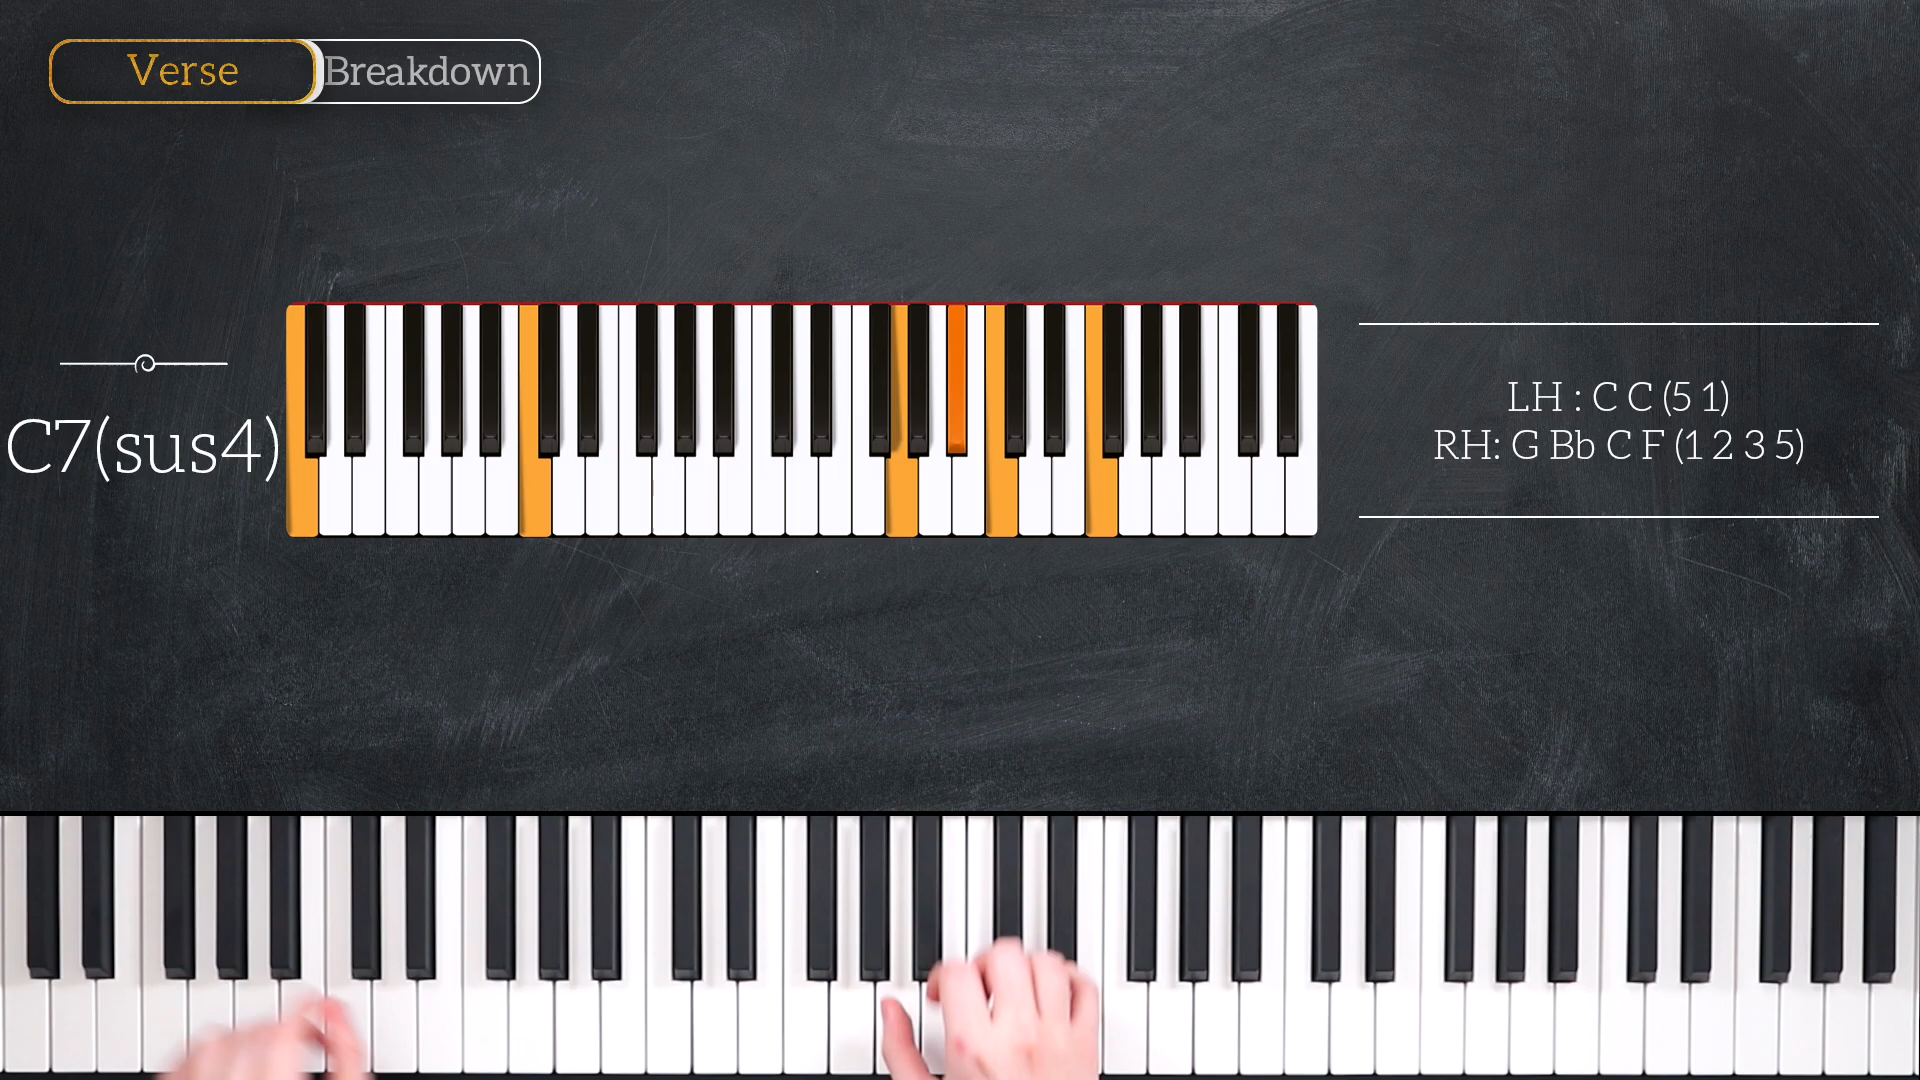 Verse
Breakdown
C7(sus4)
LH : C C (5 1)
RH: G Bb C F (1 2 3 5)